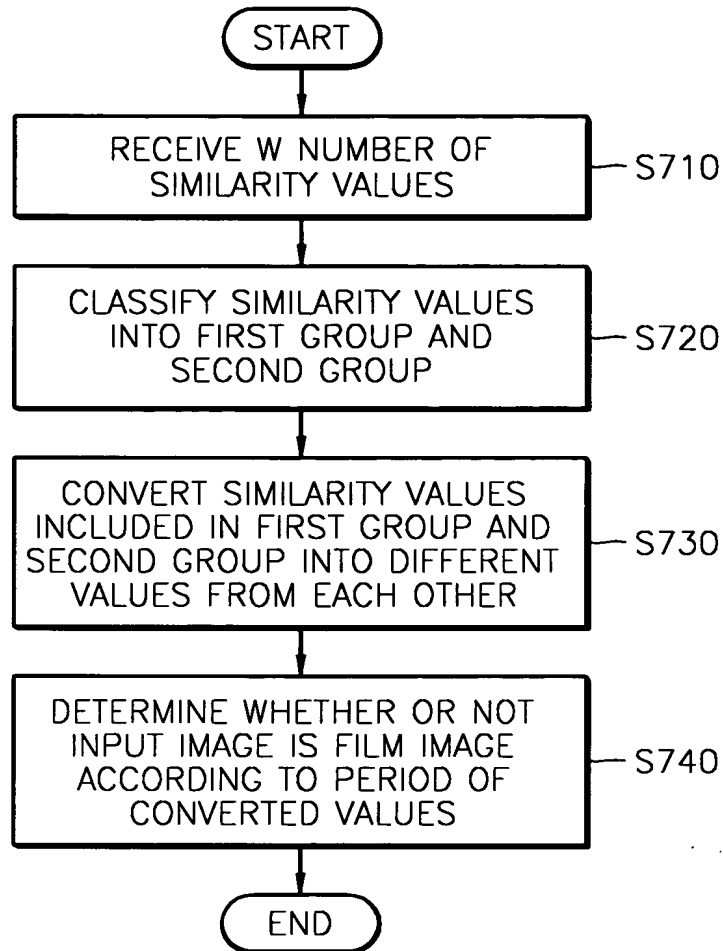 START
RECEIVE W NUMBER OF
SIMILARITY VALUES
S710
CLASSIFY SIMILARITY VALUES
INTO FIRST GROUP AND
SECOND GROUP
S720
CONVERT SIMILARITY VALUES
INCLUDED IN FIRST GROUP AND
SECOND GROUP INTO DIFFERENT
VALUES FROM EACH OTHER
S730
DETERMINE WHETHER OR NOT
INPUT IMAGE IS FILM IMAGE
ACCORDING TO PERIOD OF
CONVERTED VALUES
S740
END